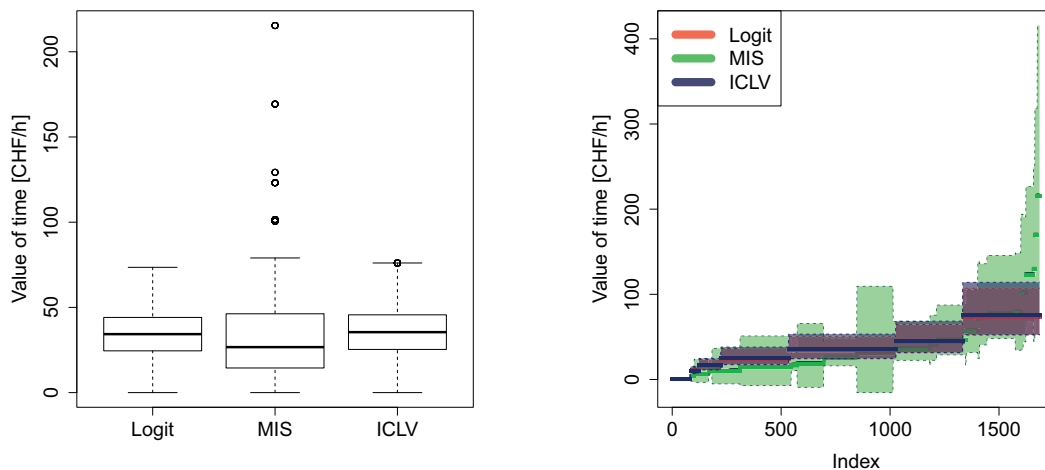 Value of time [CHF/h]
0
50
100
150
200
Logit
MIS
ICLV
Value of time [CHF/h]
0
100
200
300
400
Logit
MIS
ICLV
0
500
1000
1500
Index